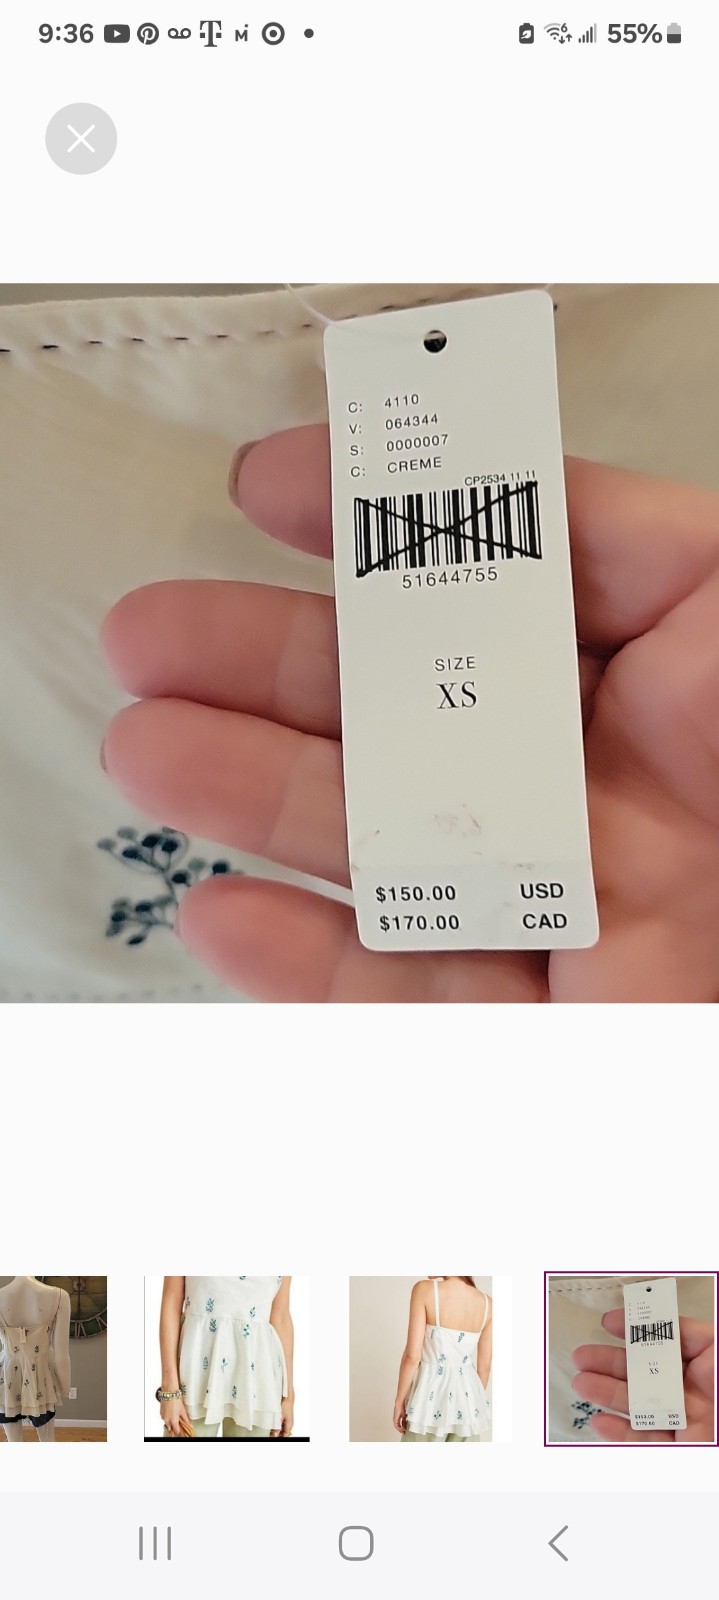 9:36
55%
C: 4110
V: 064344
S: 0000007
C: CREME
CP2534 11 11
51644755
SIZE
XS
$150.00 USD
$170.00 CAD